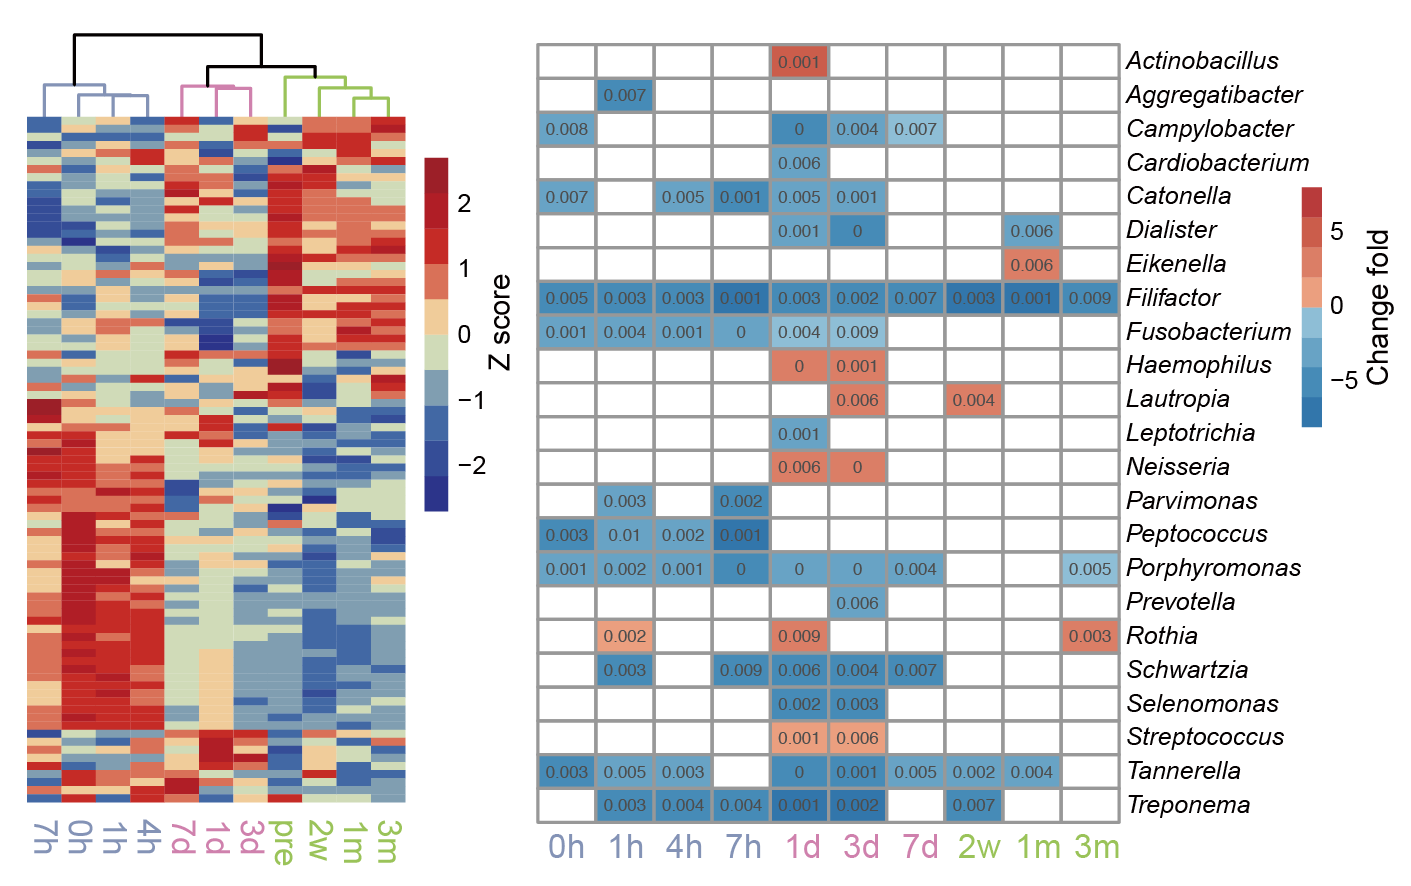 2
1
0
−1
−2
Z score
7h 0h 1h 4h 7d 1d 3d pre 2w 1m 3m
0.001 Actinobacillus
0.007 Aggregatibacter
0.008 0 0.004 0.007 Campylobacter
0.006 Cardiobacterium
0.007 0.005 0.001 0.005 0.001 Catonella
0.001 0 0.006 Dialister
0.006 Eikenella
0.005 0.003 0.003 0.001 0.003 0.002 0.007 0.003 0.001 0.009 Filifactor
0.001 0.004 0.001 0 0.004 0.009 Fusobacterium
0 0.001 Haemophilus
0.006 0.004 Lautropia
0.001 Leptotrichia
0.006 0 Neisseria
0.003 0.002 Parvimonas
0.003 0.01 0.002 0.001 Peptococcus
0.001 0.002 0.001 0 0 0 0.004 0.005 Porphyromonas
0.006 Prevotella
0.002 0.009 0.003 Rothia
0.003 0.009 0.006 0.004 0.007 Schwartzia
0.002 0.003 Selenomonas
0.001 0.006 Streptococcus
0.003 0.005 0.003 0 0.001 0.005 0.002 0.004 Tannerella
0.003 0.004 0.004 0.001 0.002 0.007 Treponema
0h 1h 4h 7h 1d 3d 7d 2w 1m 3m
5
0
−5
Change fold